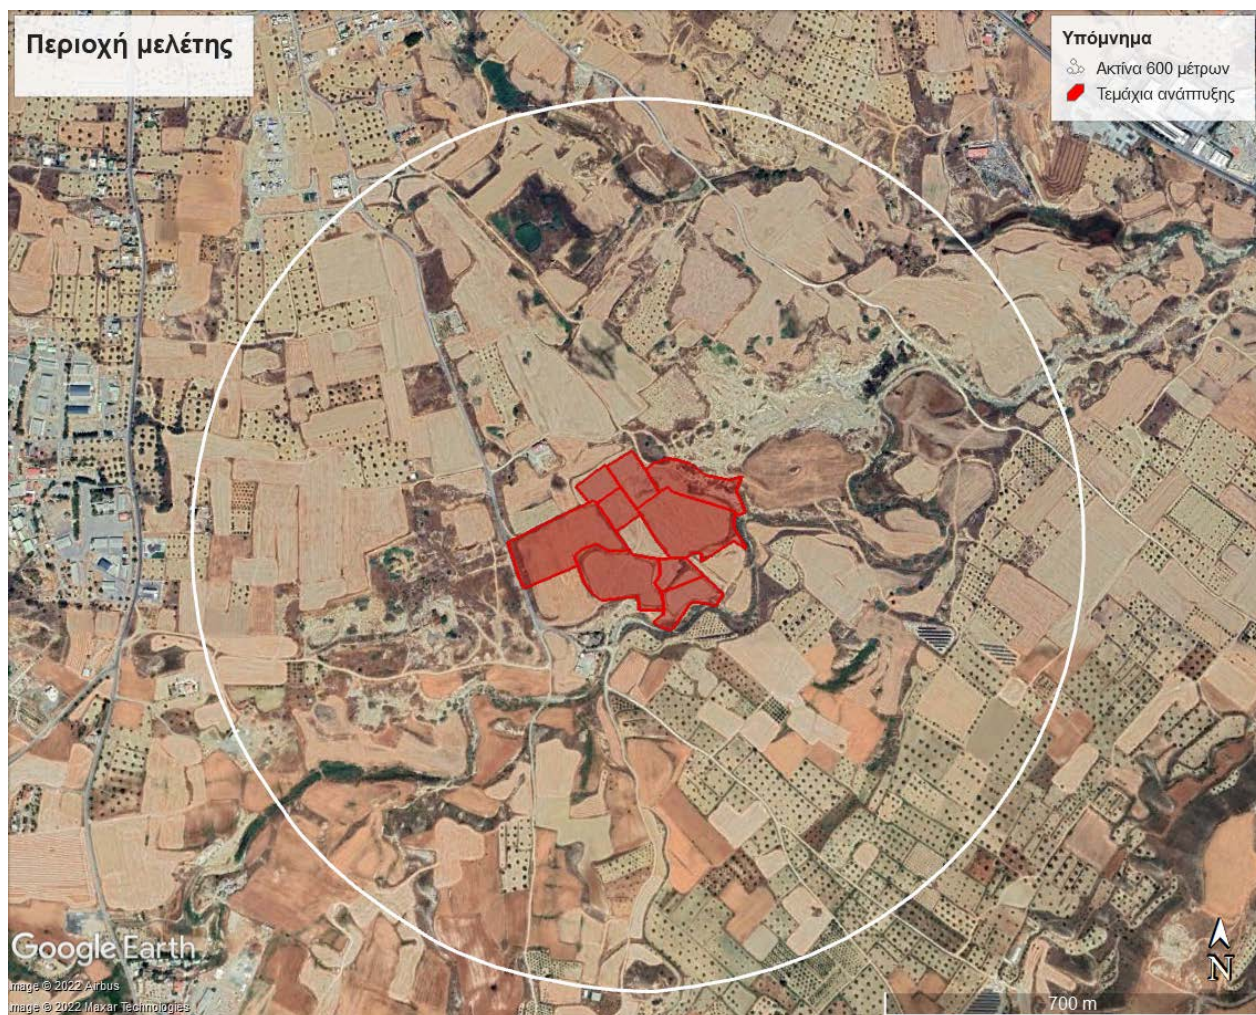 Περιοχή μελέτης
Υπόμνημα
Ακτίνα 600 μέτρων
Τεμάχια ανάπτυξης
Google Earth
Image © 2022 Airbus
Image © 2022 Maxar Technologies
N
700 m